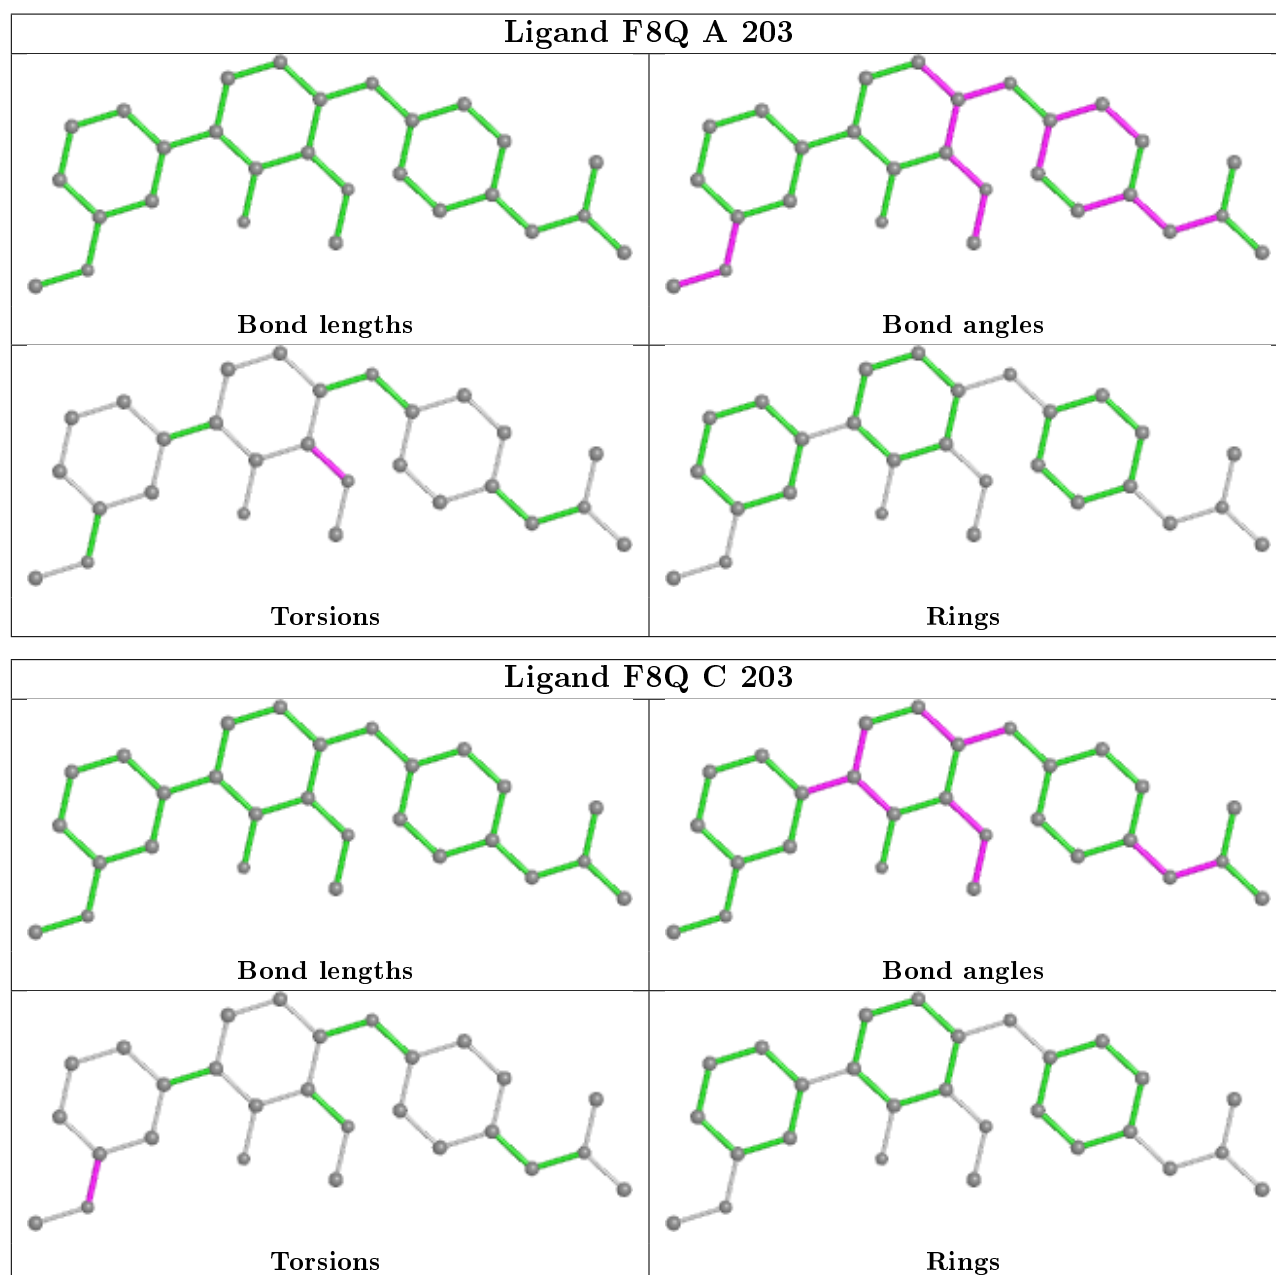 Ligand F8Q A 203
Bond lengths
Bond angles
Torsions
Rings
Ligand F8Q C 203
Bond lengths
Bond angles
Torsions
Rings